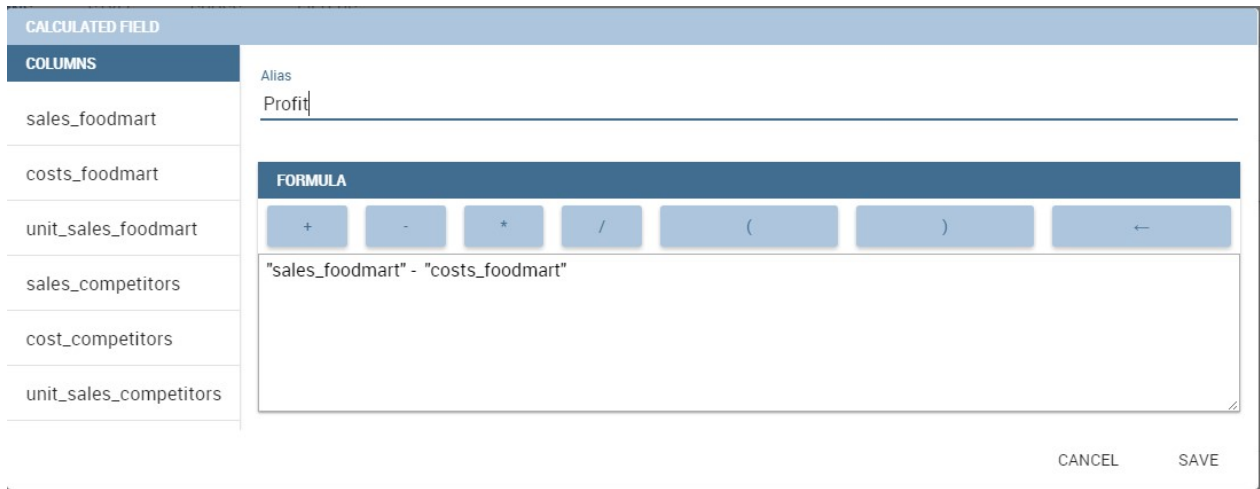 CALCULATED FIELD
COLUMNS
sales_foodmart
costs_foodmart
unit_sales_foodmart
sales_competitors
cost_competitors
unit_sales_competitors
Alias
Profit
FORMULA
+ - * / ( ) ←
"sales_foodmart" - "costs_foodmart"
CANCEL SAVE